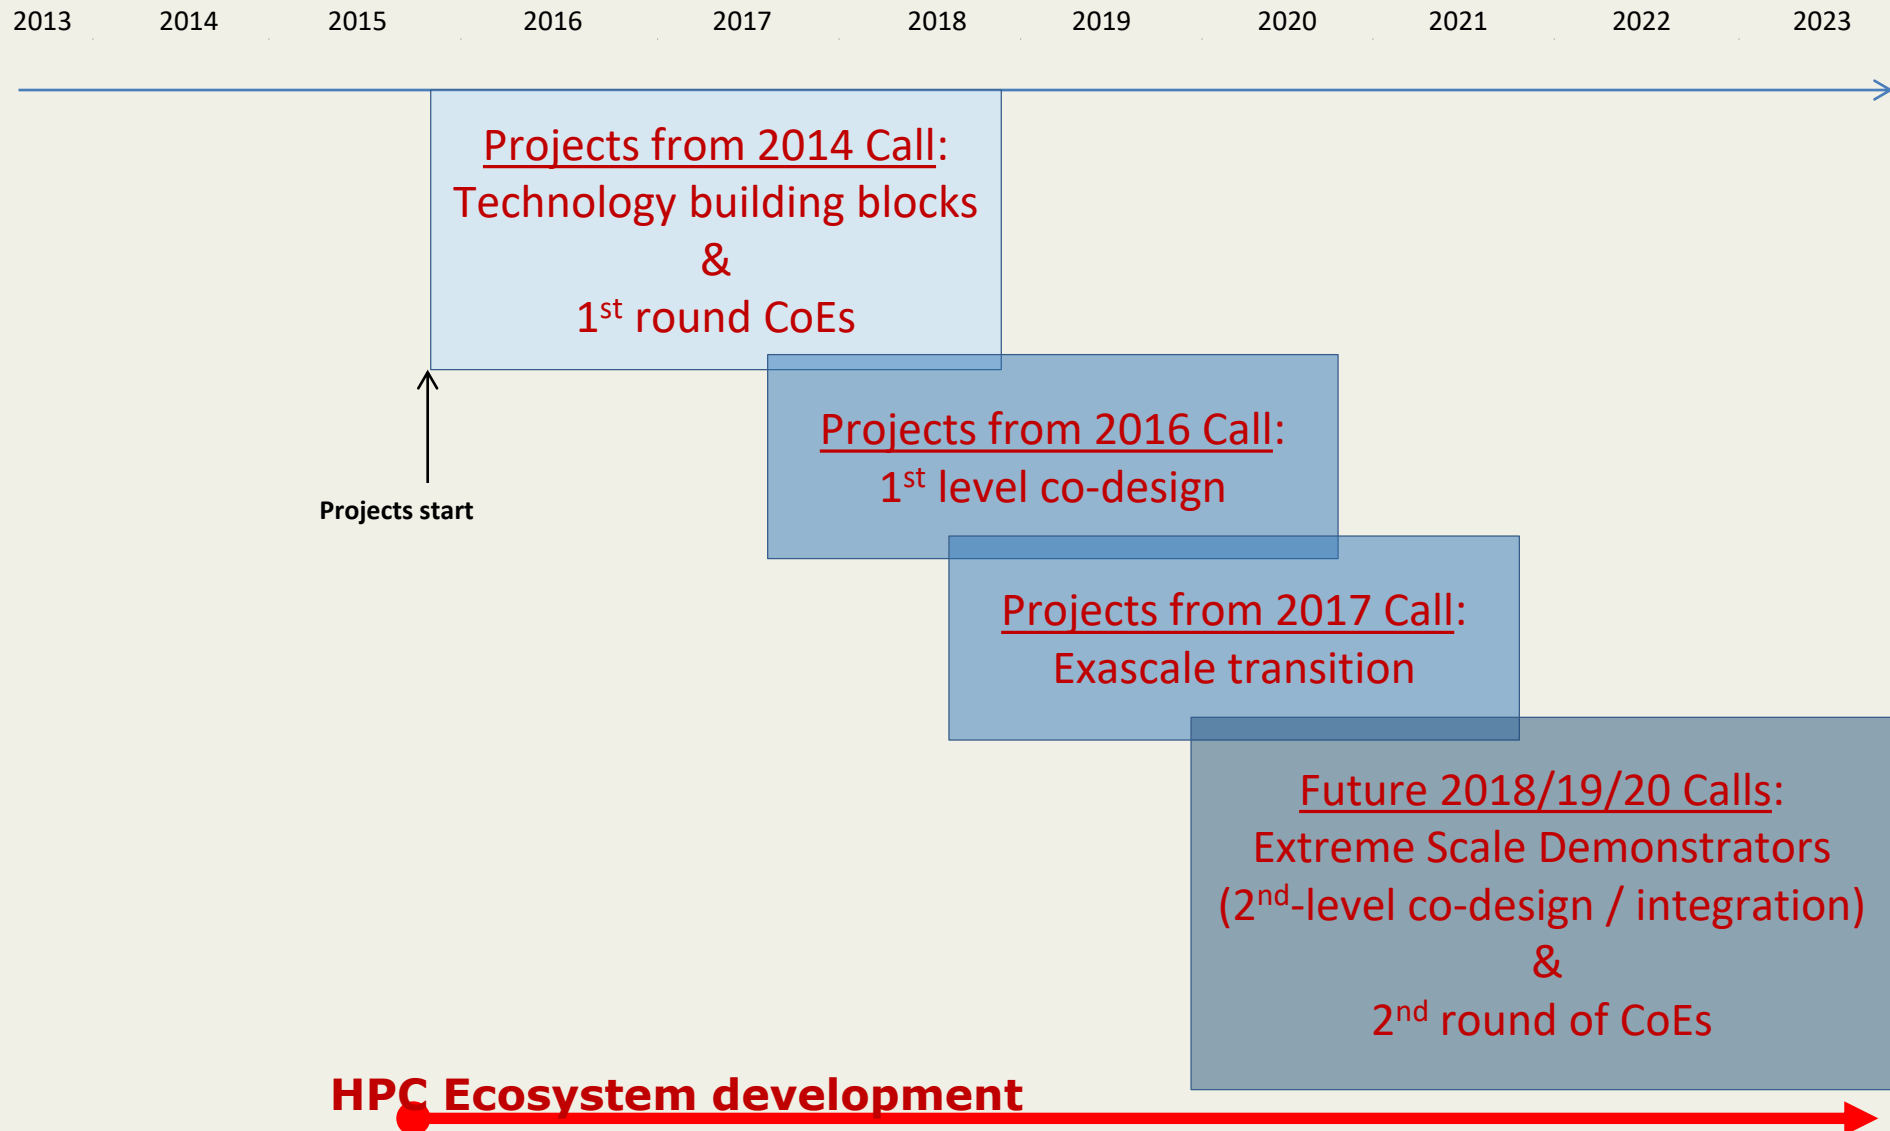 2013 2014 2015 2016 2017 2018 2019 2020 2021 2022 2023
Projects from 2014 Call:
Technology building blocks
&
1st round CoEs
Projects from 2016 Call:
1st level co-design
Projects start
Projects from 2017 Call:
Exascale transition
Future 2018/19/20 Calls:
Extreme Scale Demonstrators
(2nd-level co-design / integration)
&
2nd round of CoEs
HPC Ecosystem development